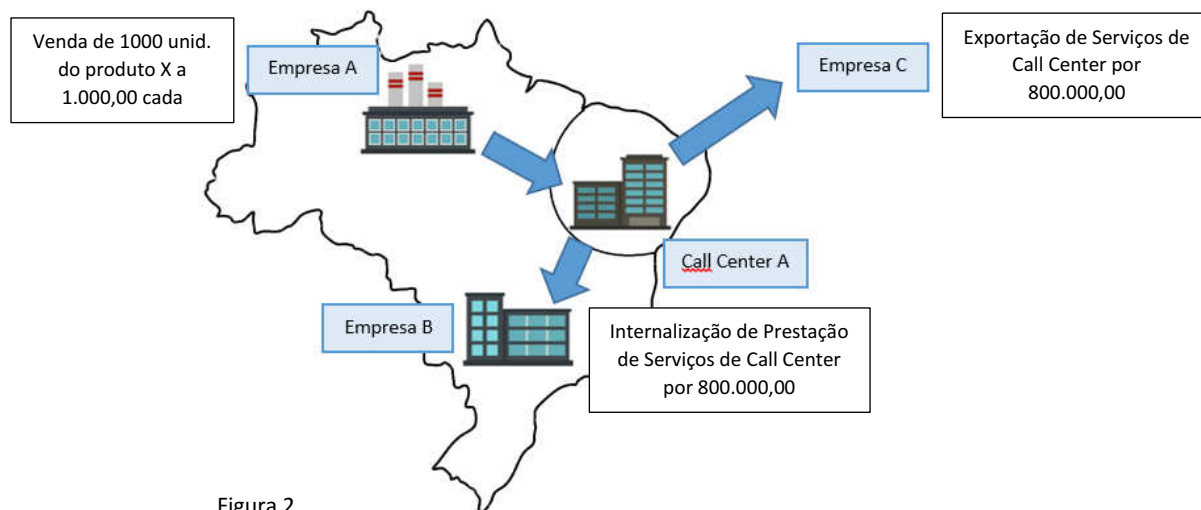 Venda de 1000 unid.
do produto X a
1.000,00 cada
Empresa A
Empresa C
Exportação de Serviços de
Call Center por
800.000,00
Call Center A
Empresa B
Internalização de Prestação
de Serviços de Call Center
por 800.000,00
Figura 2